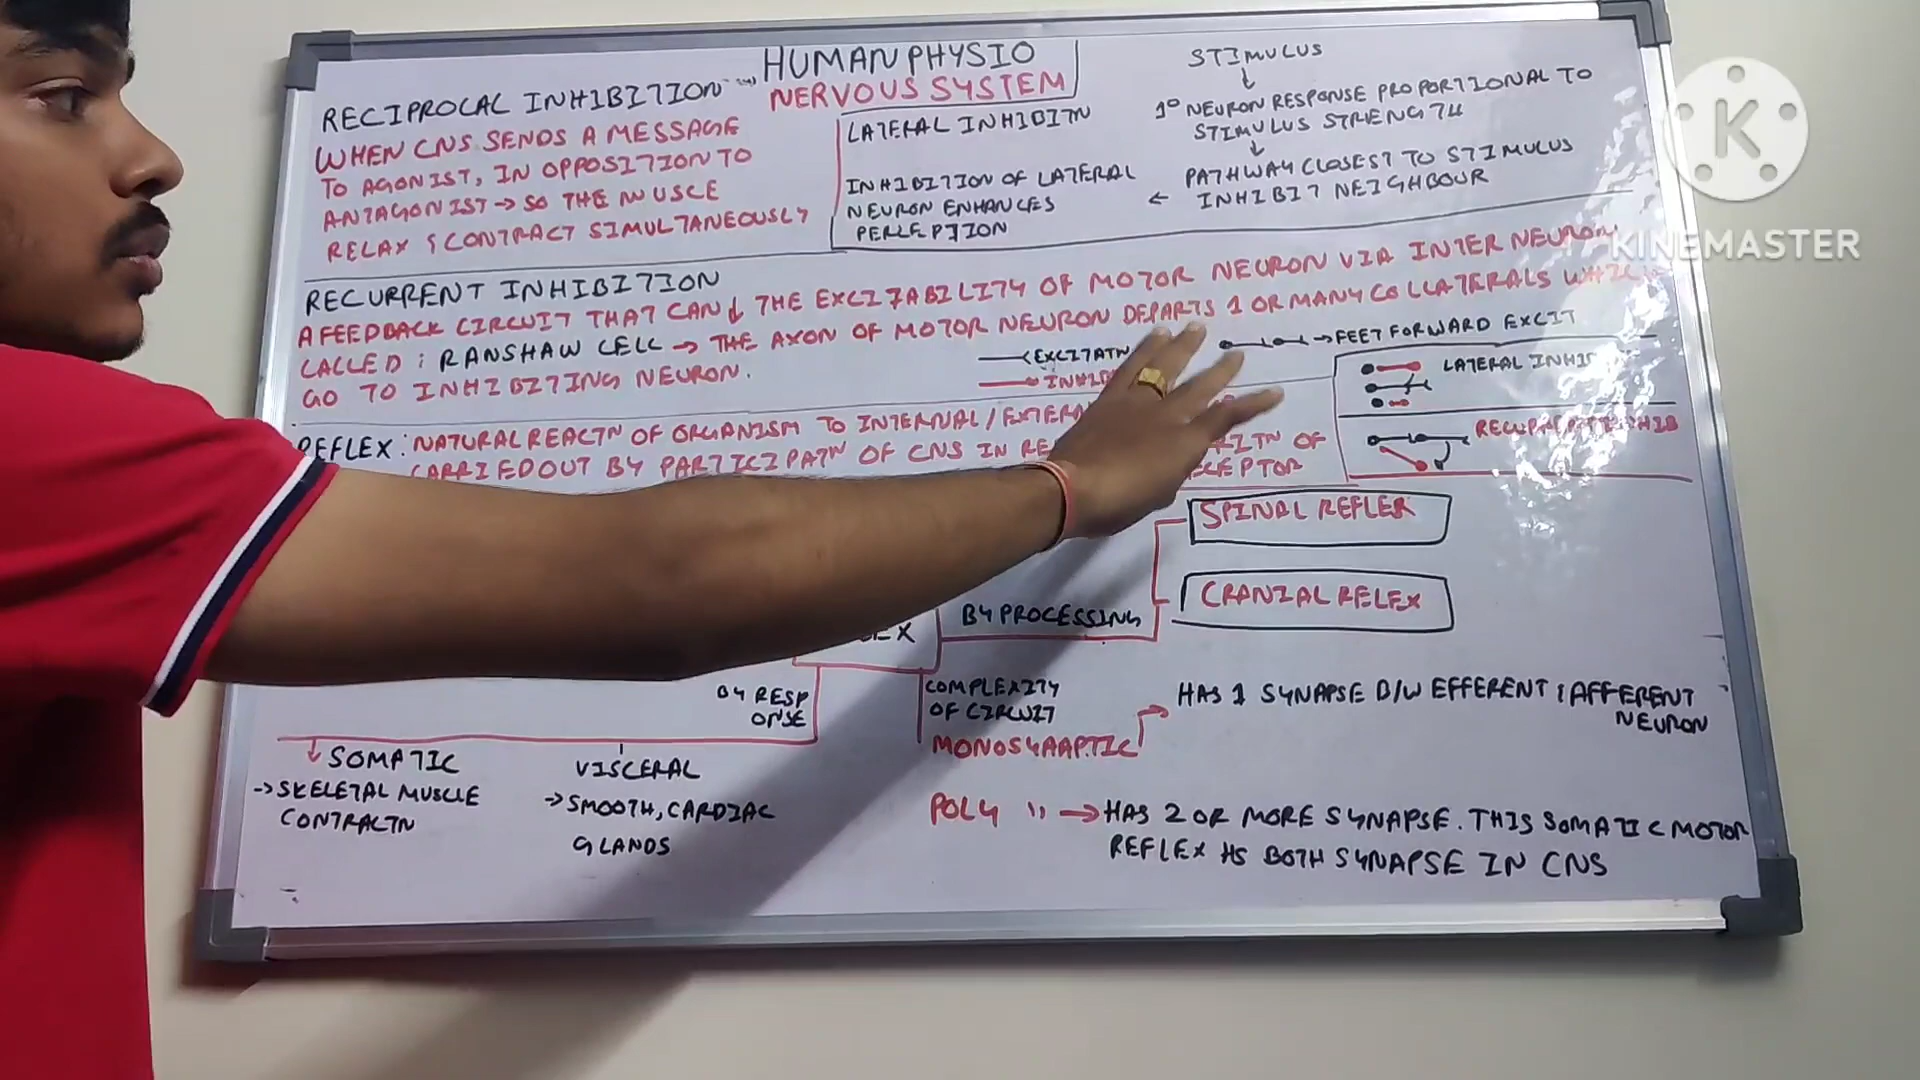 HUMAN PHYSIO
NERVOUS SYSTEM
RECIPROCAL INHIBITION
WHEN CNS SENDS A MESSAGE
TO AGONIST, IN OPPOSITION TO
ANTAGONIST → SO THE MUSCE
RELAX & CONTRACT SIMULTANEOUSLY
LATERAL INHIBITN
INHIBITION OF LATERAL
NEURON ENHANCES
PERCEPTION
STIMULUS
↓
1° NEURON RESPONSE PROPORTIONAL TO
STIMULUS STRENGTH
↓
PATHWAY CLOSEST TO STIMULUS
← INHIBIT NEIGHBOUR
RECURRENT INHIBITION
A FEEDBACK CIRCUIT THAT CAN ↓ THE EXCITABILITY OF MOTOR NEURON VIA INTER NEURON
CALLED : RANSHAW CELL → THE AXON OF MOTOR NEURON DEPARTS 1 OR MANY COLLATERALS WHICH
GO TO INHIBITING NEURON.
EXCITATN
INHIB
→ FEET FORWARD EXCIT
LATERAL INHIB
RECURRENT INHIB
REFLEX : NATURAL REACTN OF ORGANISM TO INTERNAL / EXTERN
CARRIED OUT BY PARTICIPATN OF CNS IN RE
RITN OF
CEPTOR
SPINAL REFLER
CRANIAL RELEX
BY PROCESSING
EX
BY RESP
ONSE
COMPLEXITY
OF CIRCUIT
MONOSYAAPTIC
HAS 1 SYNAPSE B/W EFFERENT & AFFERENT
NEURON
SOMATIC
→ SKELETAL MUSCLE
CONTRACTN
VISCERAL
→ SMOOTH, CARDIAC
GLANDS
POLY " → HAS 2 OR MORE SYNAPSE. THIS SOMATIC MOTOR
REFLEX HS BOTH SYNAPSE IN CNS
K
KINEMASTER